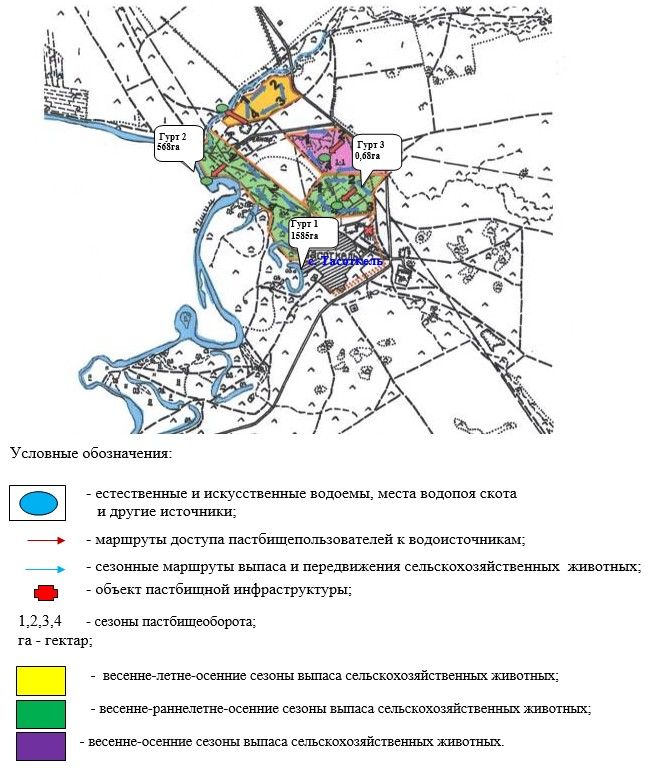 Гурт 2
568га
Гурт 3
0,68га
Гурт 1
1585га
с. Тасоткель
Условные обозначения:
- естественные и искусственные водоемы, места водопоя скота
и другие источники;
- маршруты доступа пастбищепользователей к водоисточникам;
- сезонные маршруты выпаса и передвижения сельскохозяйственных животных;
- объект пастбищной инфраструктуры;
1,2,3,4 - сезоны пастбищеоборота;
га - гектар;
- весенне-летне-осенние сезоны выпаса сельскохозяйственных животных;
- весенне-раннелетне-осенние сезоны выпаса сельскохозяйственных животных;
- весенне-осенние сезоны выпаса сельскохозяйственных животных.